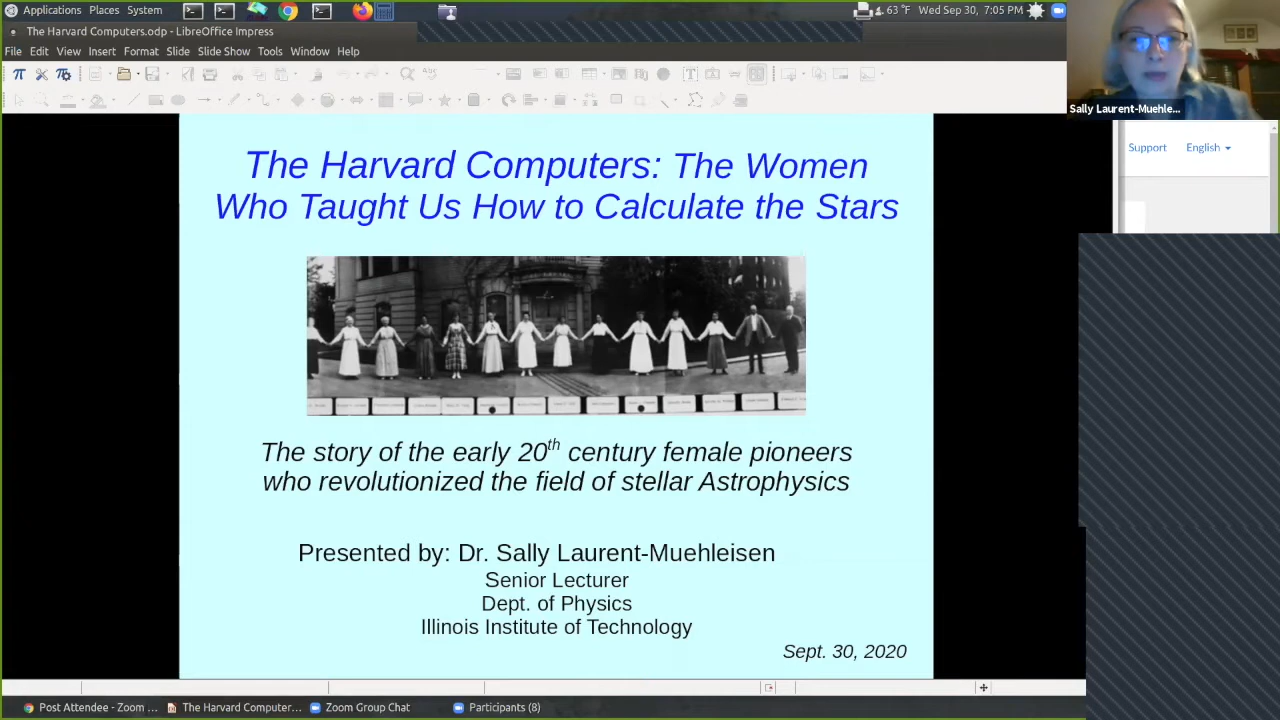 Applications Places System
63 °F Wed Sep 30, 7:05 PM
The Harvard Computers.odp - LibreOffice Impress
File Edit View Insert Format Slide Slide Show Tools Window Help
Sally Laurent-Muehle...
Support English
The Harvard Computers: The Women
Who Taught Us How to Calculate the Stars
The story of the early 20th century female pioneers
who revolutionized the field of stellar Astrophysics
Presented by: Dr. Sally Laurent-Muehleisen
Senior Lecturer
Dept. of Physics
Illinois Institute of Technology
Sept. 30, 2020
Post Attendee - Zoom ... The Harvard Computer... Zoom Group Chat Participants (8)